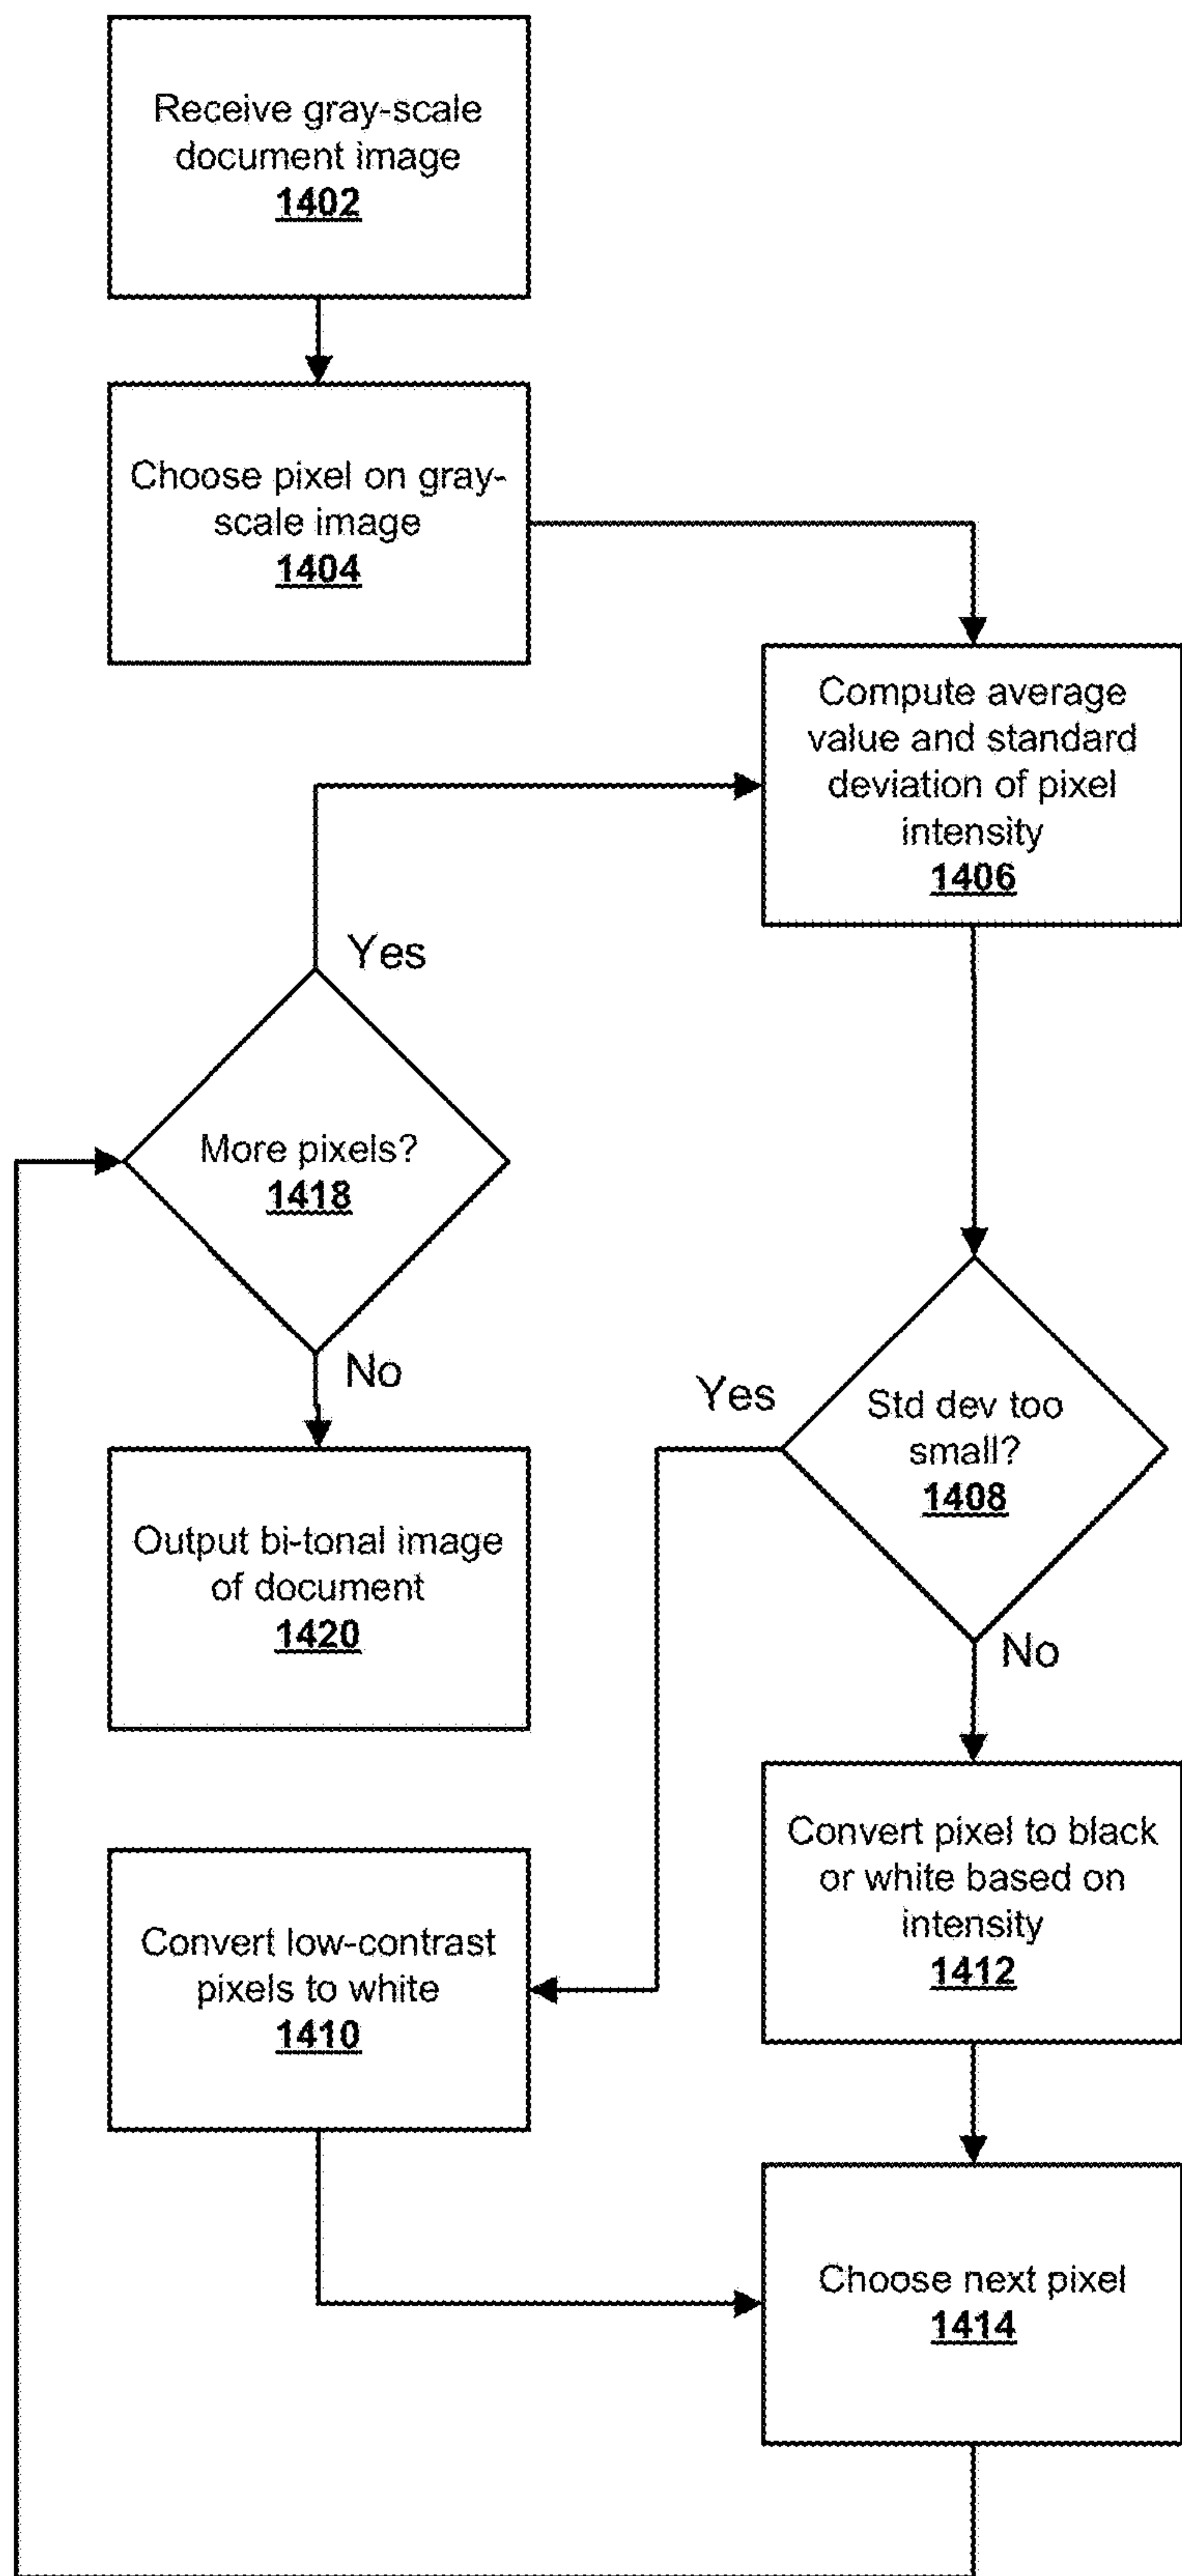 Receive gray-scale
document image
1402
Choose pixel on gray-
scale image
1404
Compute average
value and standard
deviation of pixel
intensity
1406
Yes
More pixels?
1418
No
Yes
Std dev too
small?
1408
No
Output bi-tonal image
of document
1420
Convert pixel to black
or white based on
intensity
1412
Convert low-contrast
pixels to white
1410
Choose next pixel
1414